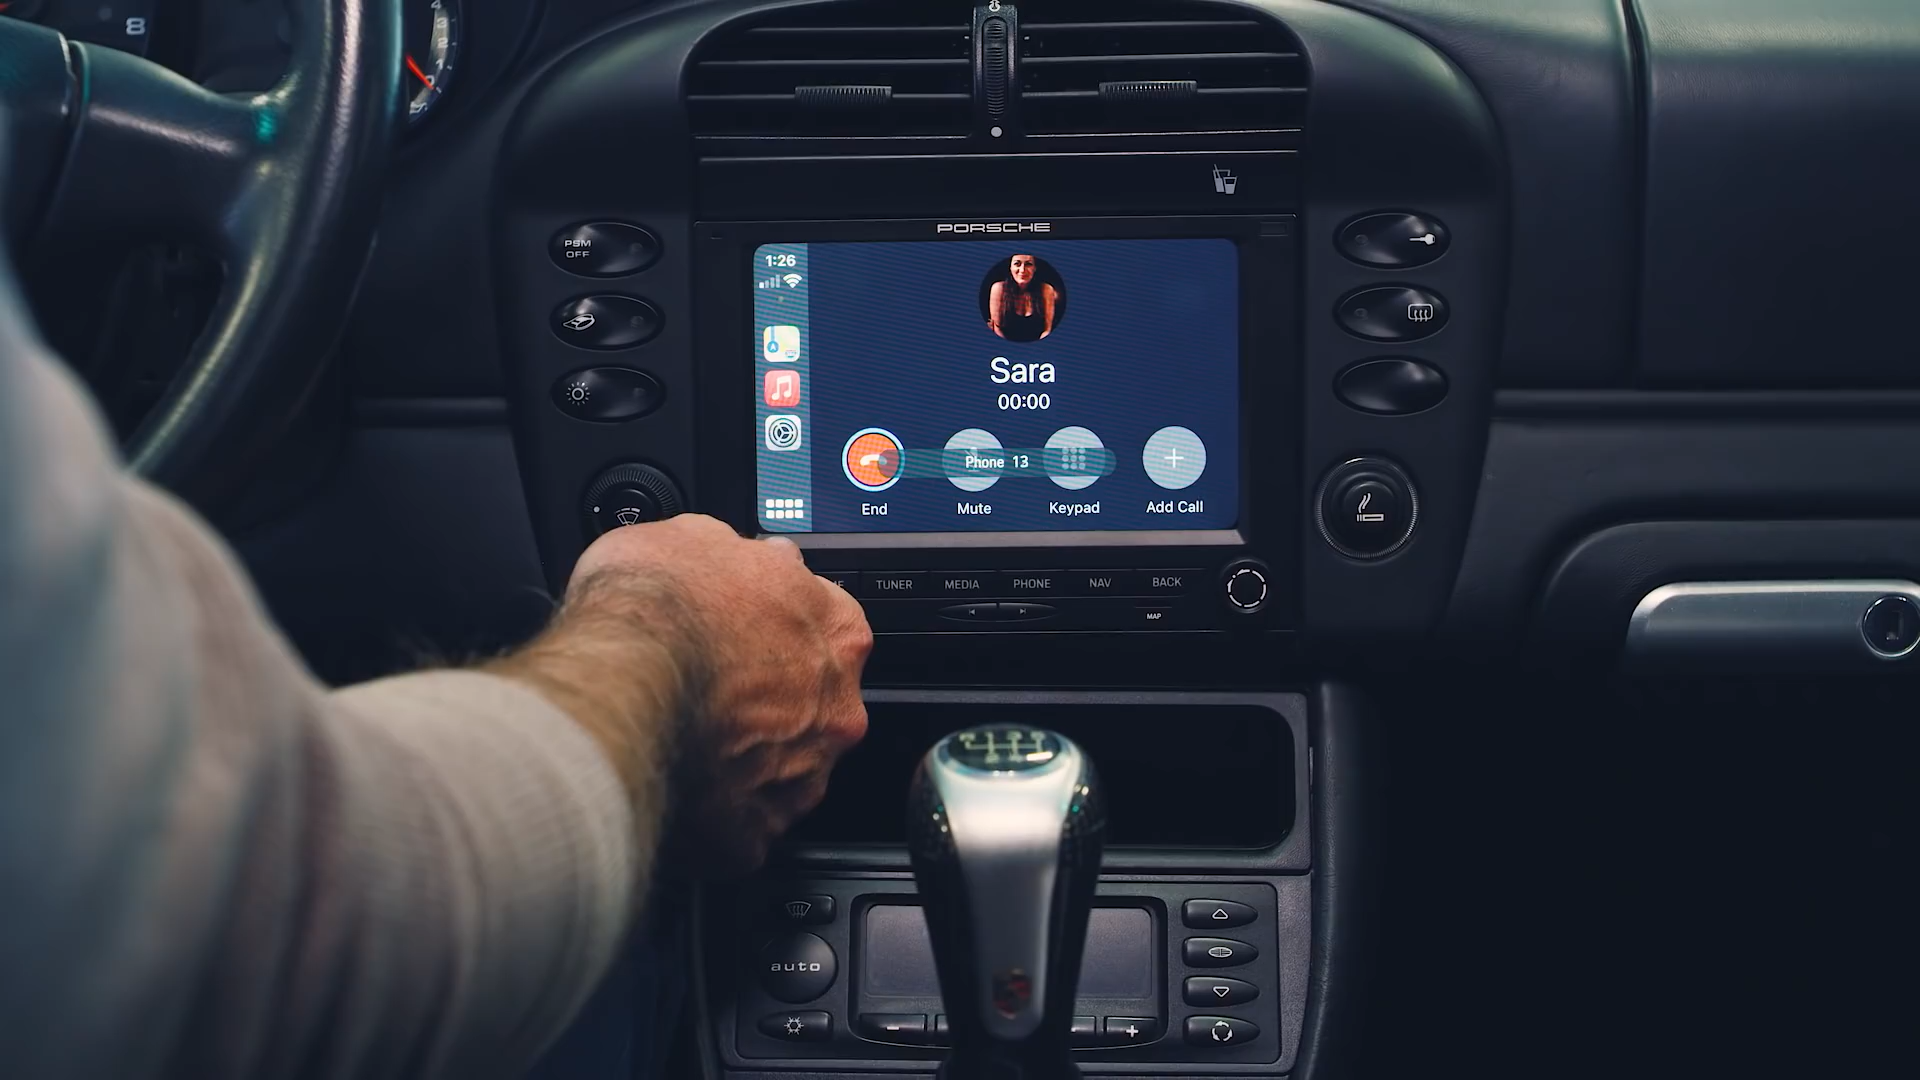 8
PSM
OFF
PORSCHE
1:26
Sara
00:00
Phone 13
End
Mute
Keypad
Add Call
TUNER
MEDIA
PHONE
NAV
BACK
MAP
auto